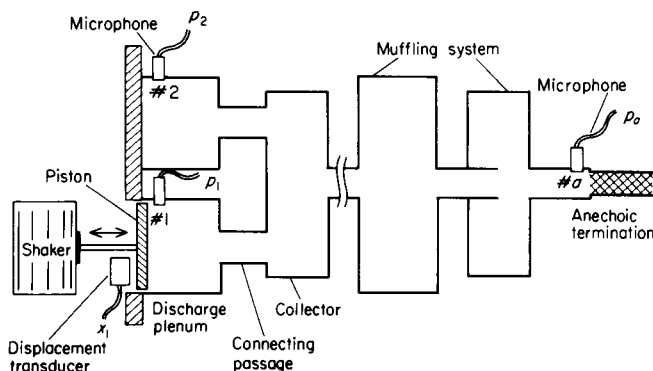 Microphone
p2
Muffling system
Microphone
pa
#2
Piston
p1
#1
#a
Shaker
Anechoic
termination
Discharge
plenum
Collector
x1
Connecting
passage
Displacement
transducer